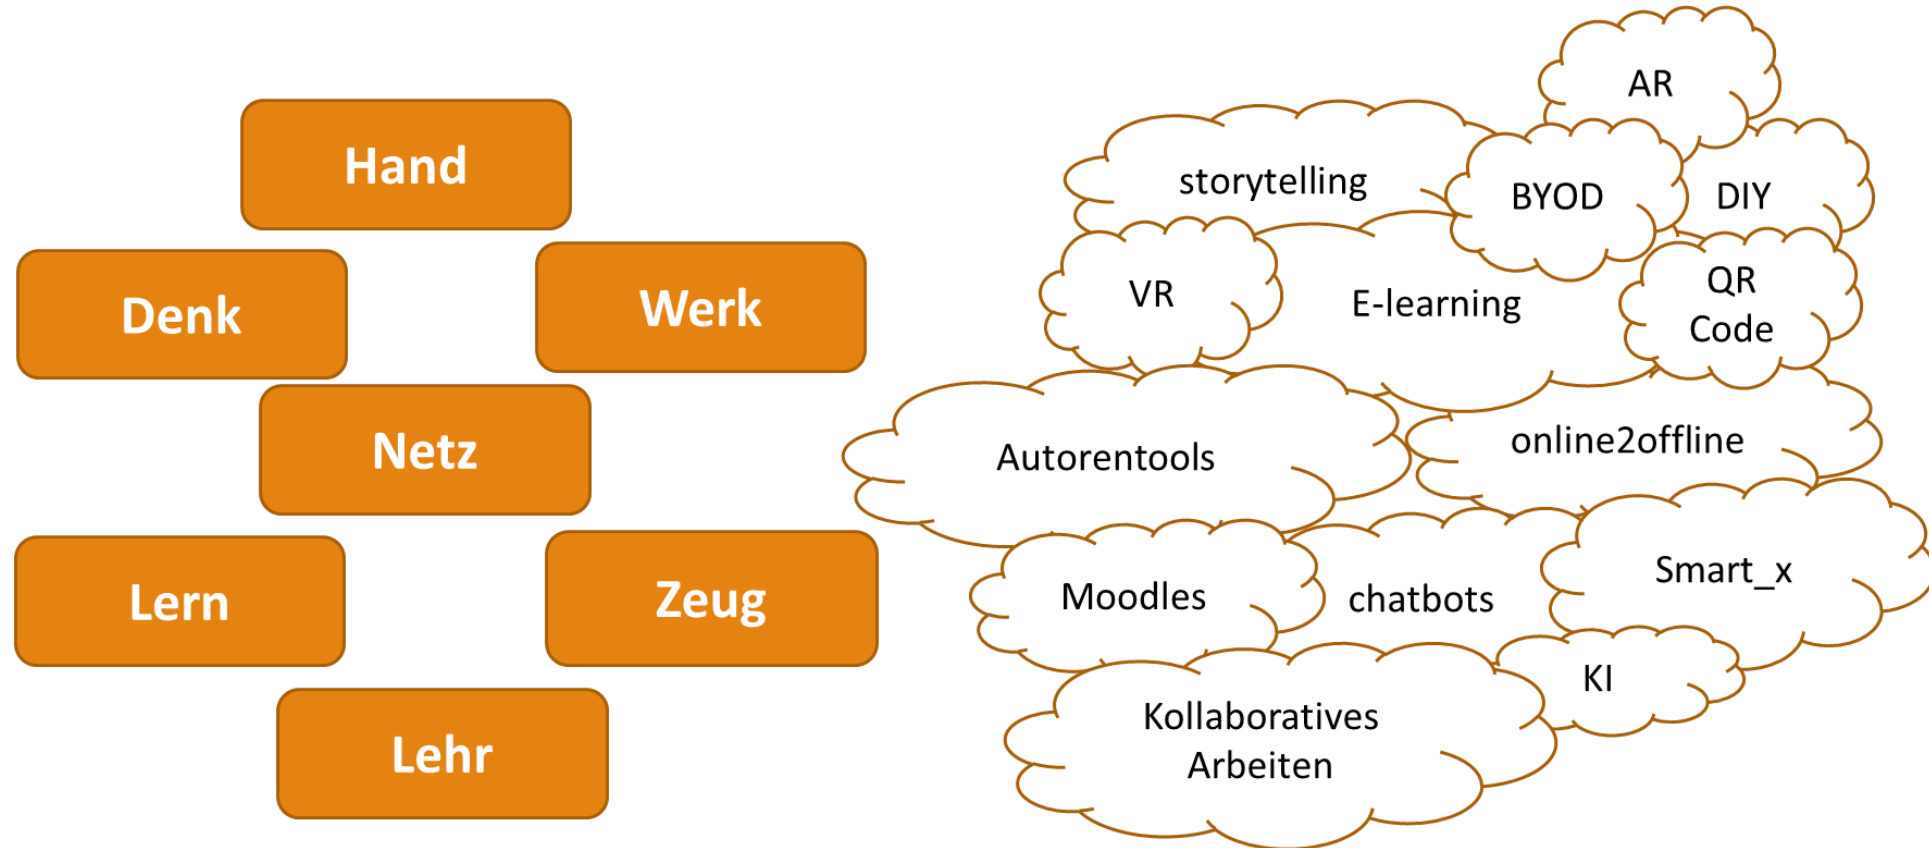 Hand
Denk
Werk
Netz
Lern
Zeug
Lehr
AR
storytelling
BYOD
DIY
VR
E-learning
QR
Code
Autorentools
online2offline
Moodles
chatbots
Smart_x
KI
Kollaboratives
Arbeiten